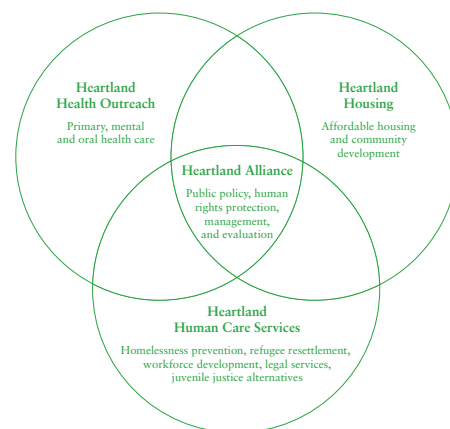 Heartland
Health Outreach
Primary, mental
and oral health care
Heartland
Housing
Affordable housing
and community
development
Heartland Alliance
Public policy, human
rights protection,
management,
and evaluation
Heartland
Human Care Services
Homelessness prevention, refugee resettlement,
workforce development, legal services,
juvenile justice alternatives